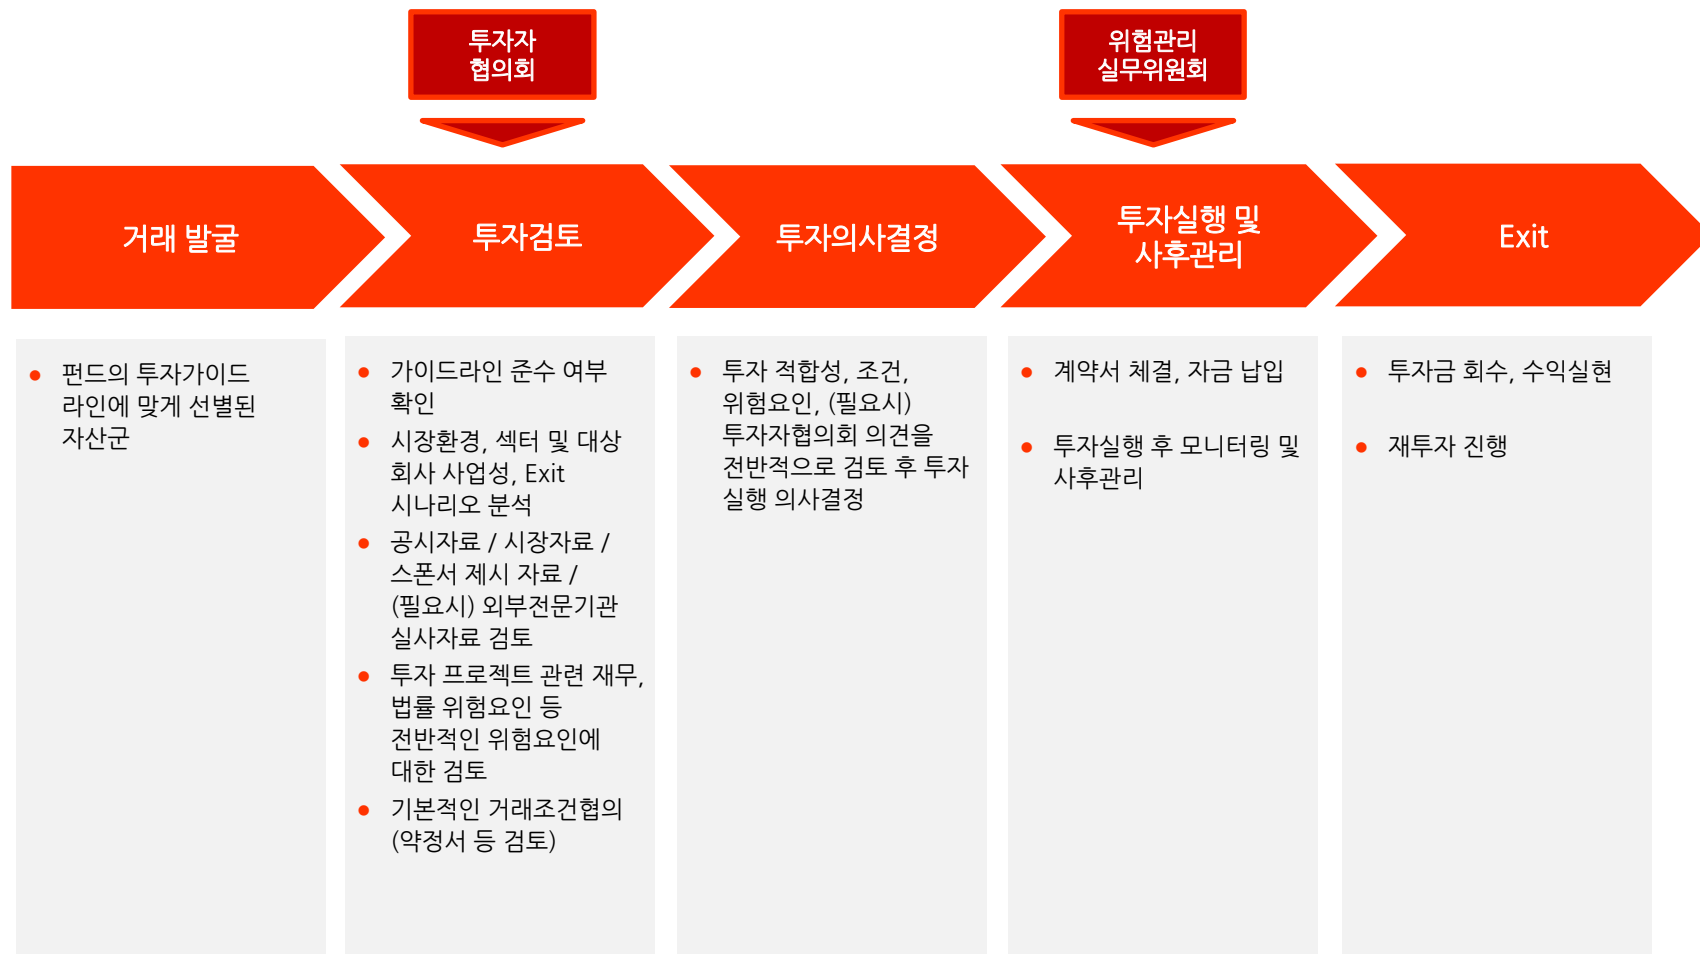 투자자
협의회
위험관리
실무위원회
거래 발굴
투자검토
투자의사결정
투자실행 및
사후관리
Exit
• 펀드의 투자가이드
라인에 맞게 선별된
자산군
• 가이드라인 준수 여부
확인
• 시장환경, 섹터 및 대상
회사 사업성, Exit
시나리오 분석
• 공시자료 / 시장자료 /
스폰서 제시 자료 /
(필요시) 외부전문기관
실사자료 검토
• 투자 프로젝트 관련 재무,
법률 위험요인 등
전반적인 위험요인에
대한 검토
• 기본적인 거래조건협의
(약정서 등 검토)
• 투자 적합성, 조건,
위험요인, (필요시)
투자자협의회 의견을
전반적으로 검토 후 투자
실행 의사결정
• 계약서 체결, 자금 납입
• 투자실행 후 모니터링 및
사후관리
• 투자금 회수, 수익실현
• 재투자 진행